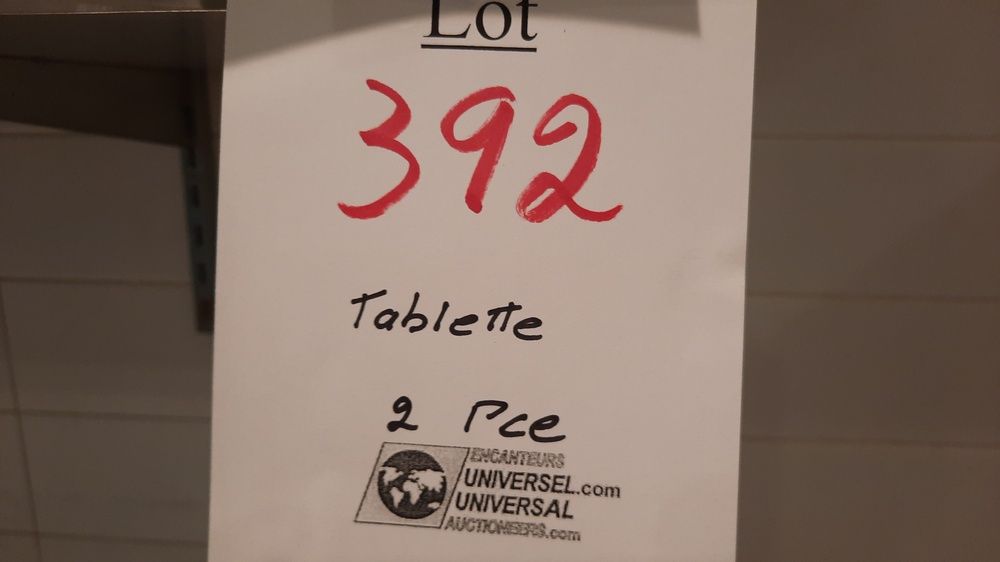 Lot
392
Tablette
2 Pce
ENCANTEURS
UNIVERSEL.com
UNIVERSAL
AUCTIONEERS.com